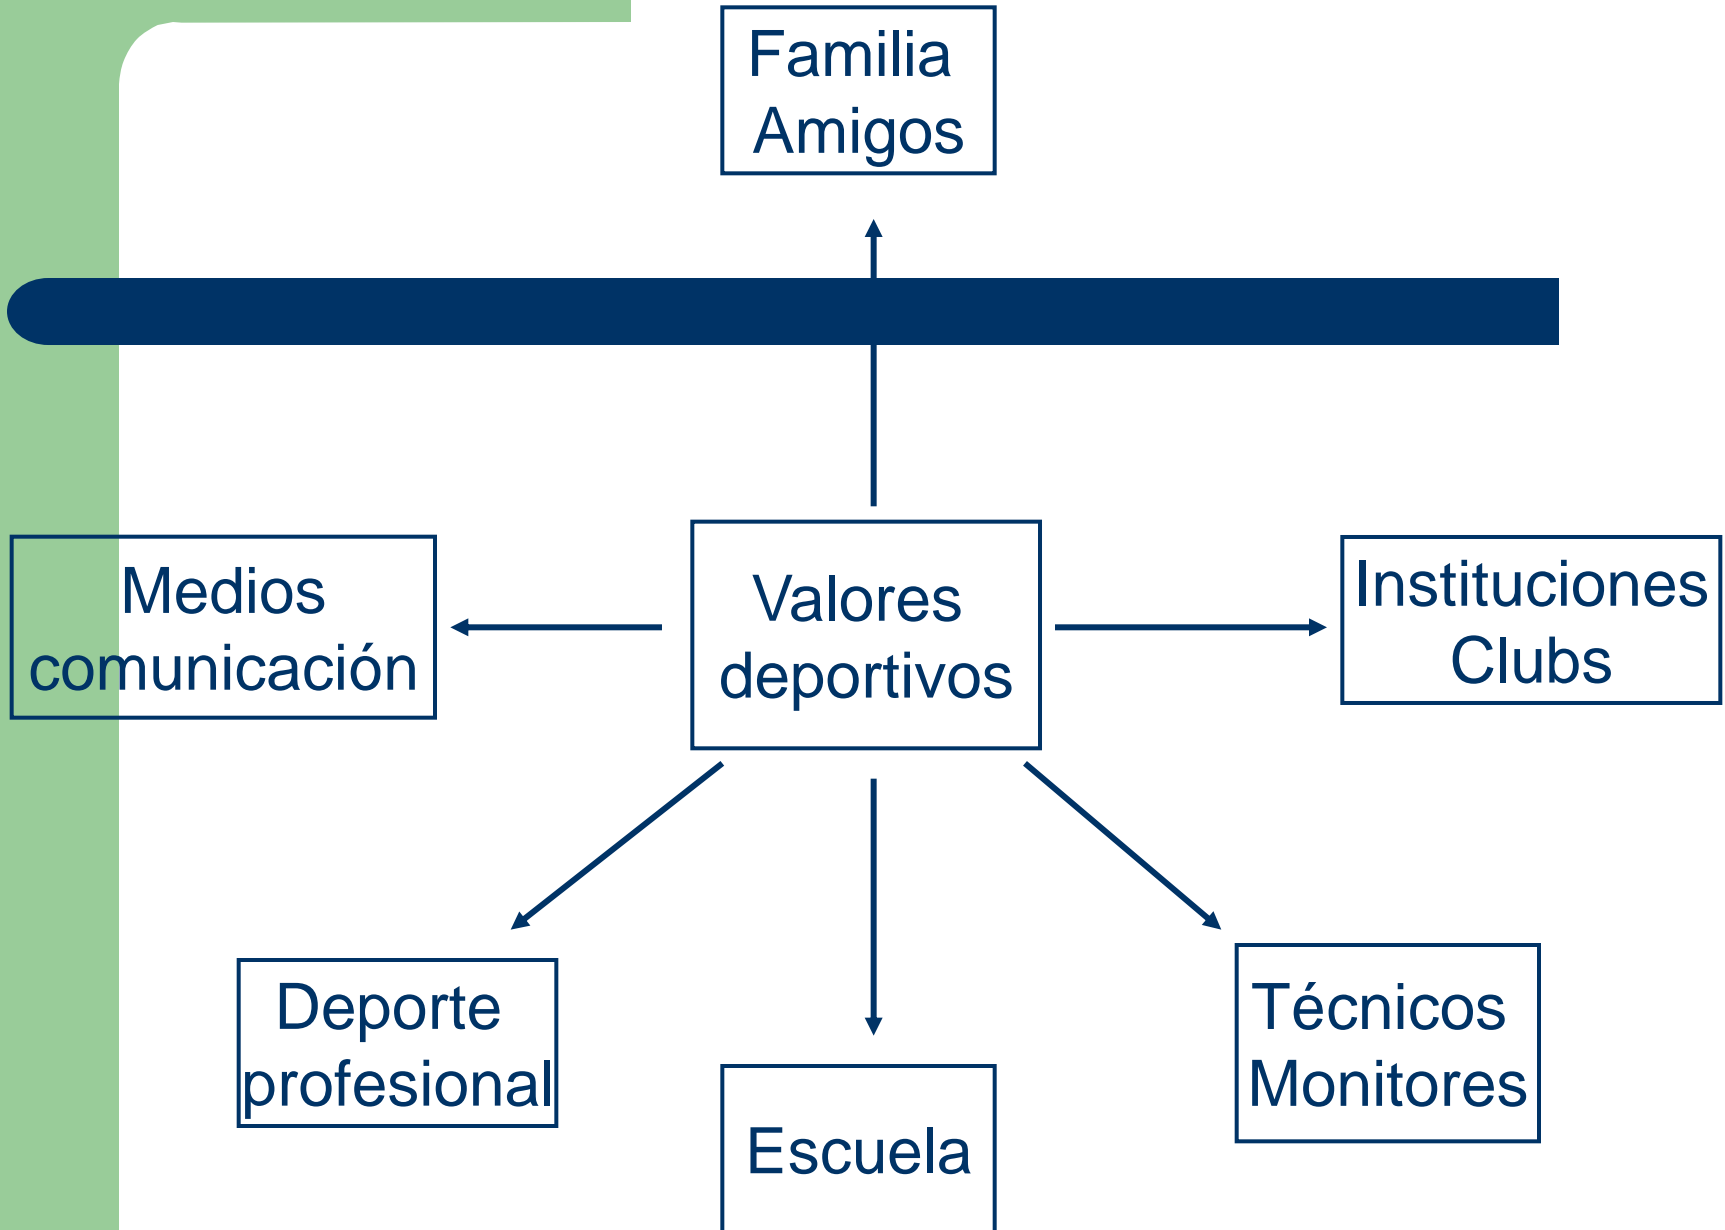 Familia
Amigos
Medios
comunicación
Valores
deportivos
Instituciones
Clubs
Deporte
profesional
Escuela
Técnicos
Monitores